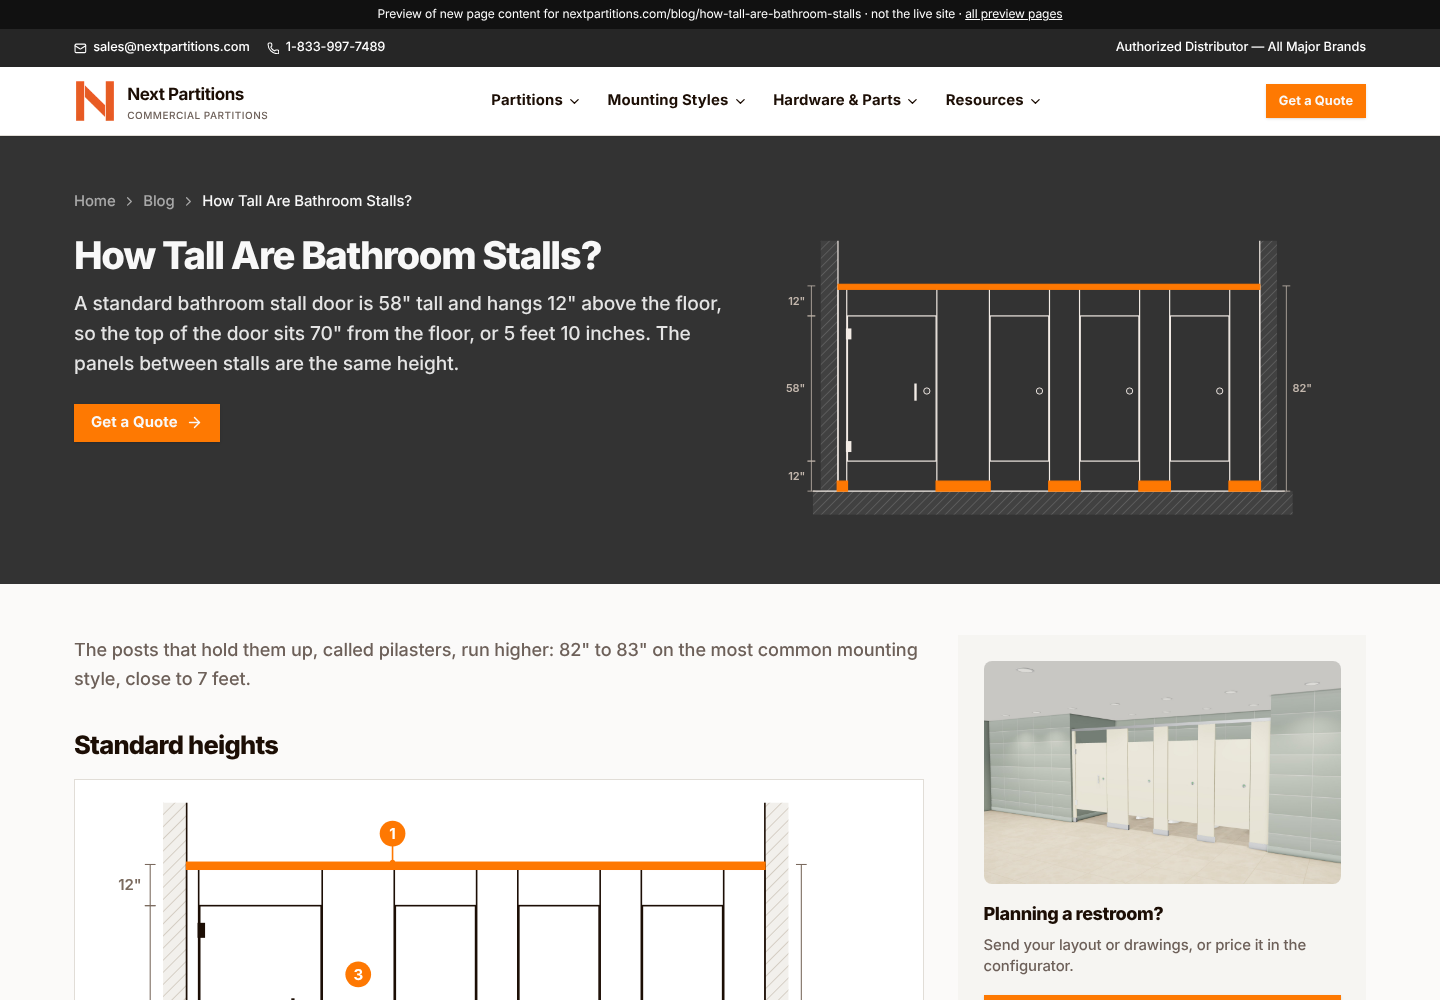 Preview of new page content for nextpartitions.com/blog/how-tall-are-bathroom-stalls · not the live site · all preview pages
sales@nextpartitions.com
1-833-997-7489
Authorized Distributor — All Major Brands
Next Partitions
COMMERCIAL PARTITIONS
Partitions
Mounting Styles
Hardware & Parts
Resources
Get a Quote
Home
Blog
How Tall Are Bathroom Stalls?
How Tall Are Bathroom Stalls?
A standard bathroom stall door is 58" tall and hangs 12" above the floor,
so the top of the door sits 70" from the floor, or 5 feet 10 inches. The
panels between stalls are the same height.
Get a Quote
12"
58"
82"
12"
The posts that hold them up, called pilasters, run higher: 82" to 83" on the most common mounting
style, close to 7 feet.
Standard heights
1
12"
3
Planning a restroom?
Send your layout or drawings, or price it in the
configurator.